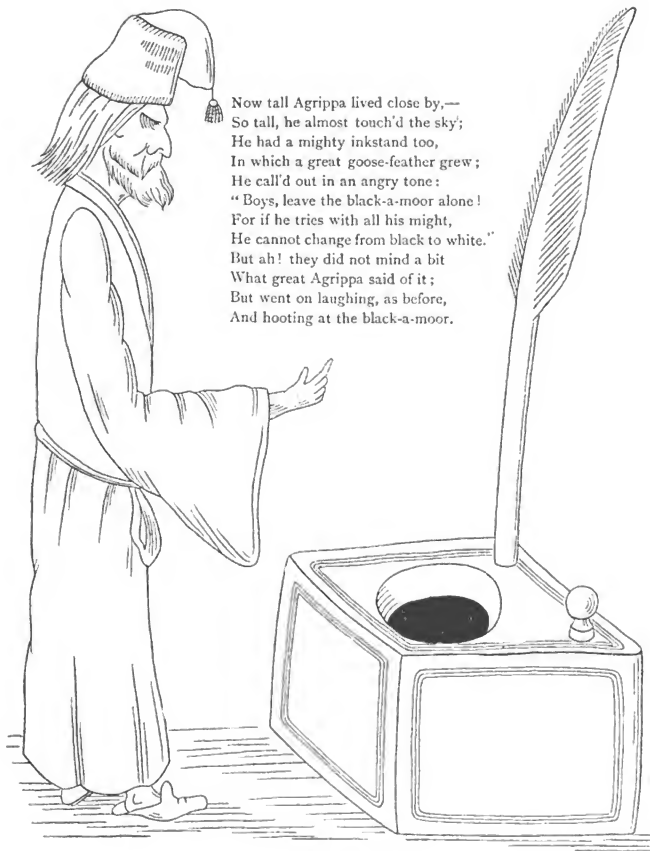 Now tall Agrippa lived close by,—
So tall, he almost touch'd the sky;
He had a mighty inkstand too,
In which a great goose-feather grew;
He call'd out in an angry tone:
" Boys, leave the black-a-moor alone!
For if he tries with all his might,
He cannot change from black to white."
But ah! they did not mind a bit
What great Agrippa said of it;
But went on laughing, as before,
And hooting at the black-a-moor.